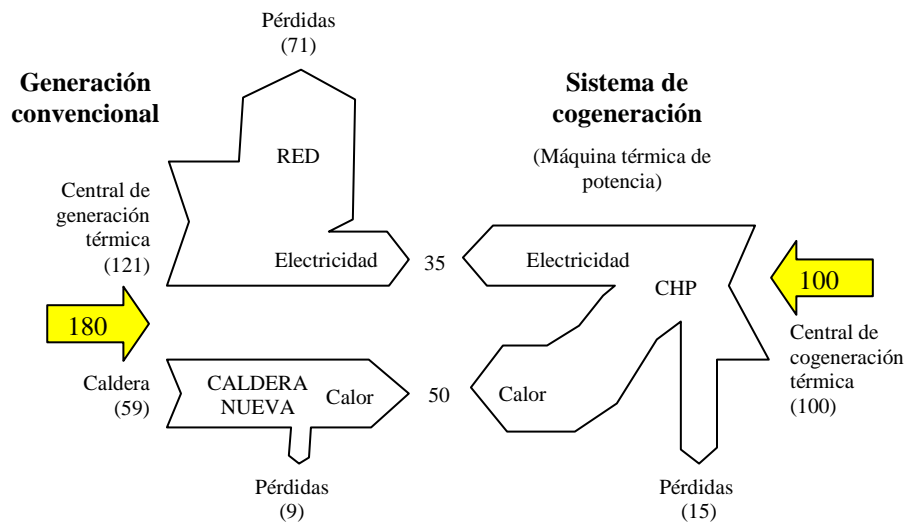 Pérdidas
(71)
Generación
convencional
Sistema de
cogeneración
RED
(Máquina térmica de
potencia)
Central de
generación
térmica
(121)
Electricidad
35
Electricidad
CHP
100
180
Central de
cogeneración
térmica
(100)
Caldera
(59)
CALDERA
NUEVA
Calor
50
Calor
Pérdidas
(9)
Pérdidas
(15)